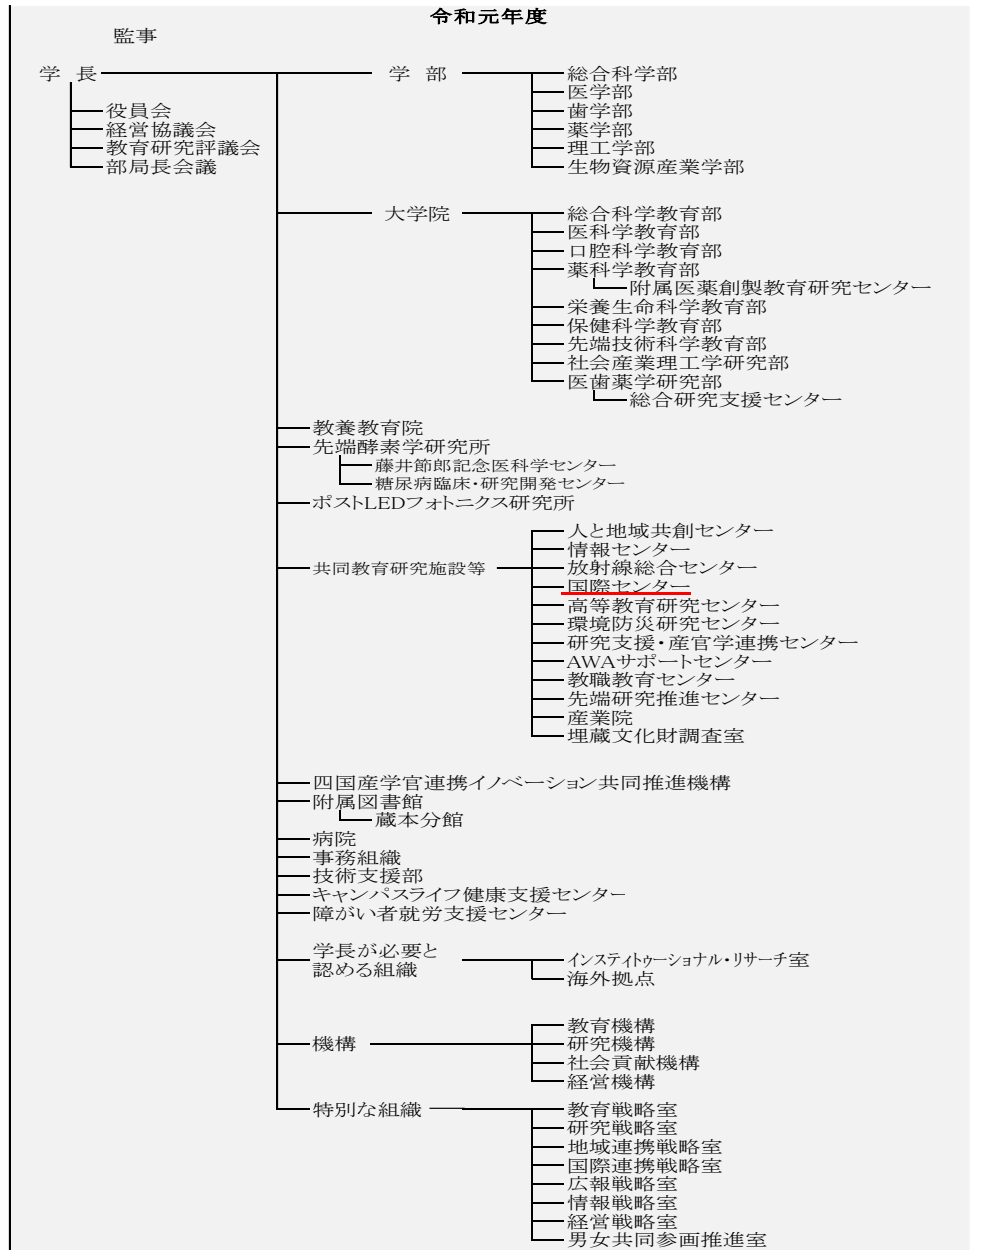 令和元年度
監事
学 長
役員会
経営協議会
教育研究評議会
部局長会議
学 部
総合科学部
医学部
歯学部
薬学部
理工学部
生物資源産業学部
大学院
総合科学教育部
医科学教育部
口腔科学教育部
薬科学教育部
附属医薬創製教育研究センター
栄養生命科学教育部
保健科学教育部
先端技術科学教育部
社会産業理工学研究部
医歯薬学研究部
総合研究支援センター
教養教育院
先端酵素学研究所
藤井節郎記念医科学センター
糖尿病臨床・研究開発センター
ポストLEDフォトニクス研究所
共同教育研究施設等
人と地域共創センター
情報センター
放射線総合センター
国際センター
高等教育研究センター
環境防災研究センター
研究支援・産官学連携センター
AWAサポートセンター
教職教育センター
先端研究推進センター
産業院
埋蔵文化財調査室
四国産学官連携イノベーション共同推進機構
附属図書館
蔵本分館
病院
事務組織
技術支援部
キャンパスライフ健康支援センター
障がい者就労支援センター
学長が必要と
認める組織
インスティトゥーショナル・リサーチ室
海外拠点
機構
教育機構
研究機構
社会貢献機構
経営機構
特別な組織
教育戦略室
研究戦略室
地域連携戦略室
国際連携戦略室
広報戦略室
情報戦略室
経営戦略室
男女共同参画推進室